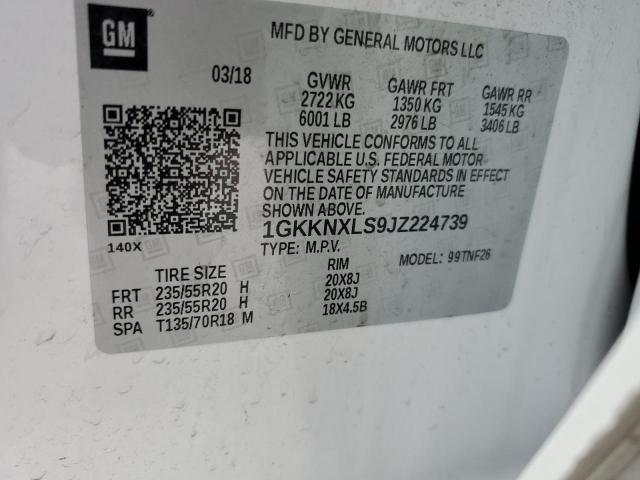 GM
MFD BY GENERAL MOTORS LLC
03/18 GVWR GAWR FRT GAWR RR
2722 KG 1350 KG 1545 KG
6001 LB 2976 LB 3406 LB
THIS VEHICLE CONFORMS TO ALL
APPLICABLE U.S. FEDERAL MOTOR
VEHICLE SAFETY STANDARDS IN EFFECT
ON THE DATE OF MANUFACTURE
SHOWN ABOVE.
1GKKNXLS9JZ224739
140X TYPE: M.P.V. MODEL: 99TNF26
TIRE SIZE RIM
FRT 235/55R20 H 20X8J
RR 235/55R20 H 20X8J
SPA T135/70R18 M 18X4.5B